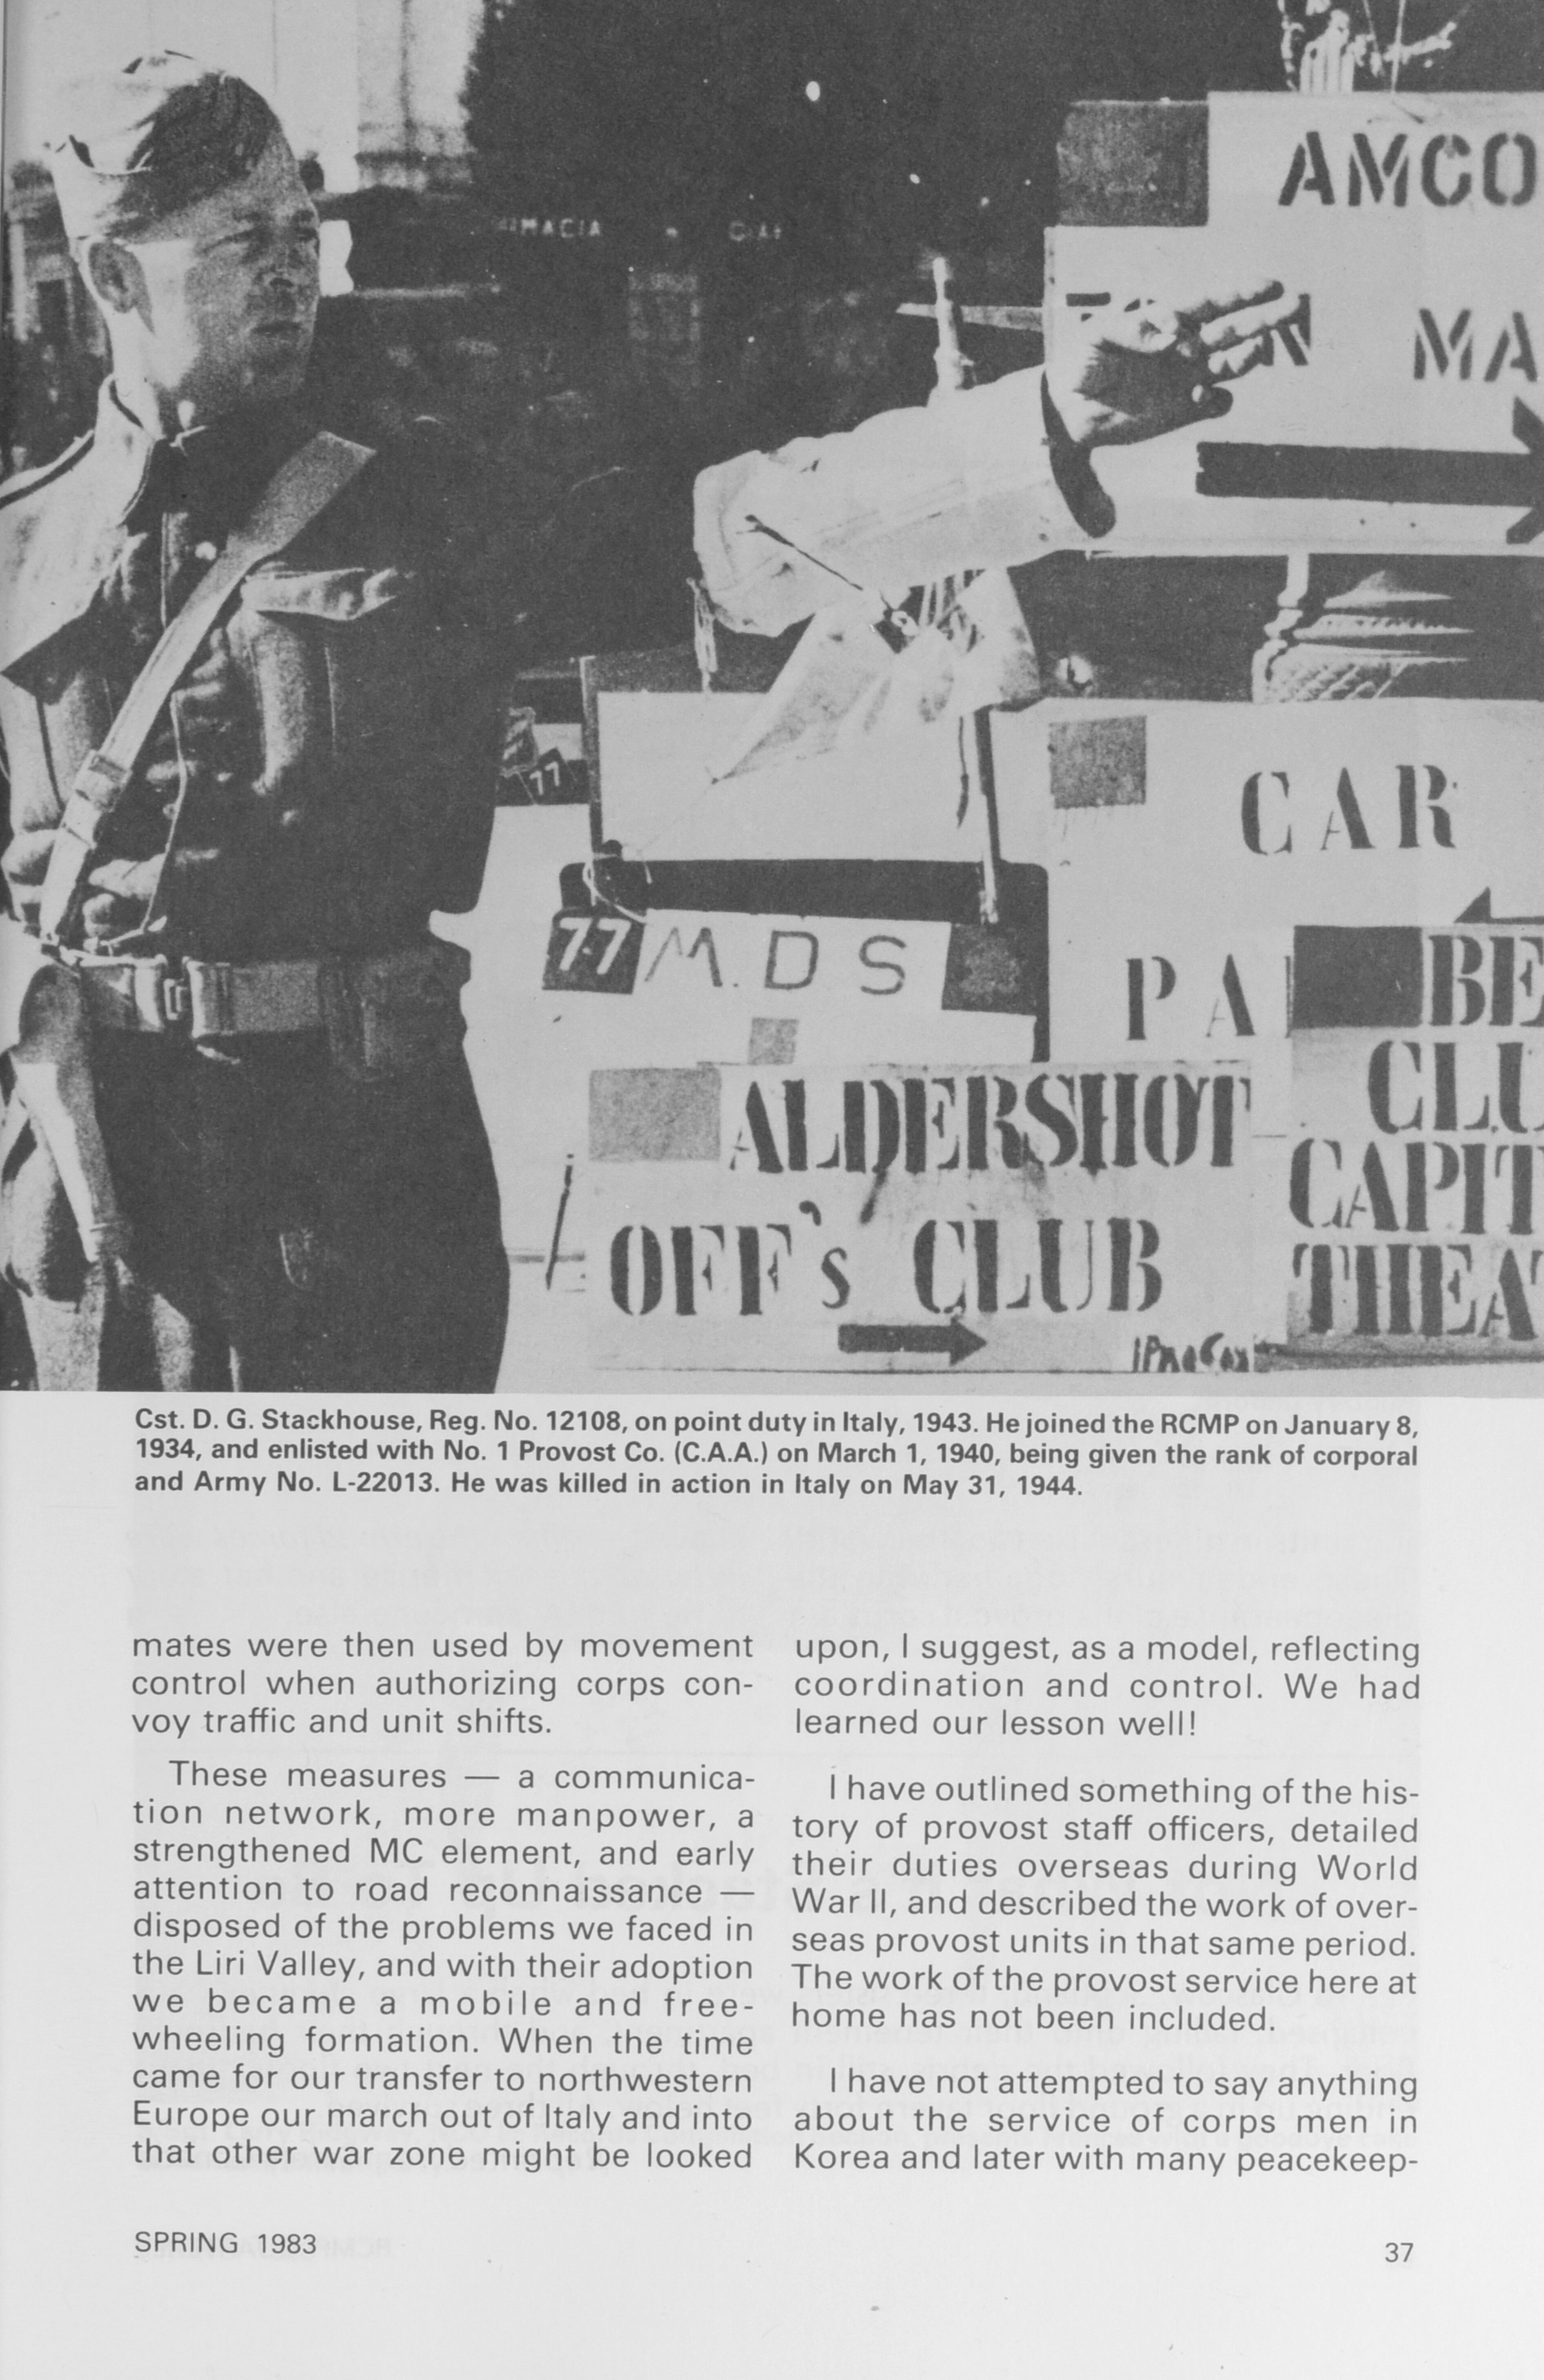 AMCO
MA
CAR
PA
77
77 M.D S
BE
CLU
CAPIT
THEAT
ALDERSHOT
OFF's CLUB
Cst. D. G. Stackhouse, Reg. No. 12108, on point duty in Italy, 1943. He joined the RCMP on January 8,
1934, and enlisted with No. 1 Provost Co. (C.A.A.) on March 1, 1940, being given the rank of corporal
and Army No. L-22013. He was killed in action in Italy on May 31, 1944.
mates were then used by movement
control when authorizing corps con-
voy traffic and unit shifts.
These measures — a communica-
tion network, more manpower, a
strengthened MC element, and early
attention to road reconnaissance —
disposed of the problems we faced in
the Liri Valley, and with their adoption
we became a mobile and free-
wheeling formation. When the time
came for our transfer to northwestern
Europe our march out of Italy and into
that other war zone might be looked
upon, I suggest, as a model, reflecting
coordination and control. We had
learned our lesson well!
I have outlined something of the his-
tory of provost staff officers, detailed
their duties overseas during World
War II, and described the work of over-
seas provost units in that same period.
The work of the provost service here at
home has not been included.
I have not attempted to say anything
about the service of corps men in
Korea and later with many peacekeep-
SPRING 1983
37